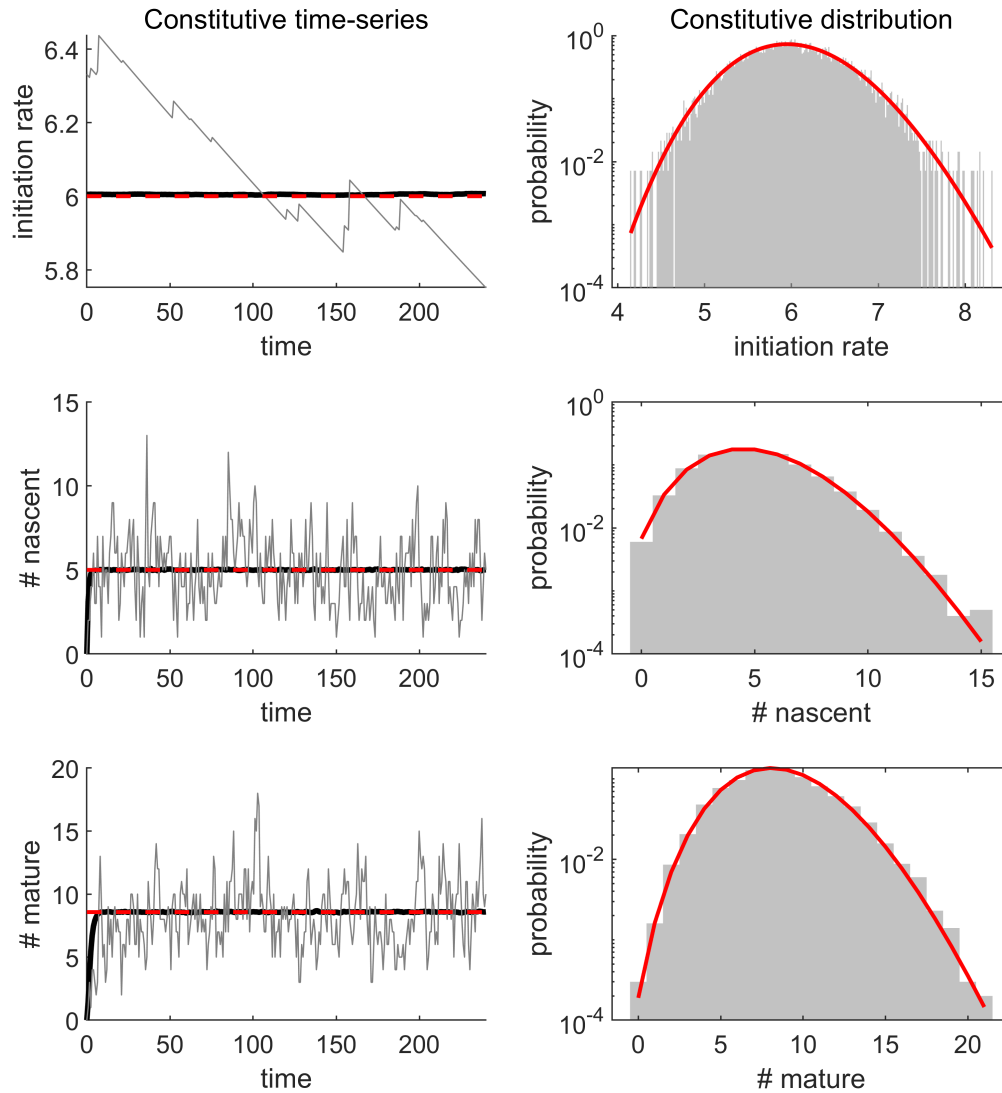 Constitutive time-series
initiation rate
6.4
6.2
6
5.8
0 50 100 150 200
time
Constitutive distribution
probability
10^0
10^-2
10^-4
4 5 6 7 8
initiation rate
# nascent
15
10
5
0
0 50 100 150 200
time
probability
10^0
10^-2
10^-4
0 5 10 15
# nascent
# mature
20
15
10
5
0
0 50 100 150 200
time
probability
10^-2
10^-4
0 5 10 15 20
# mature